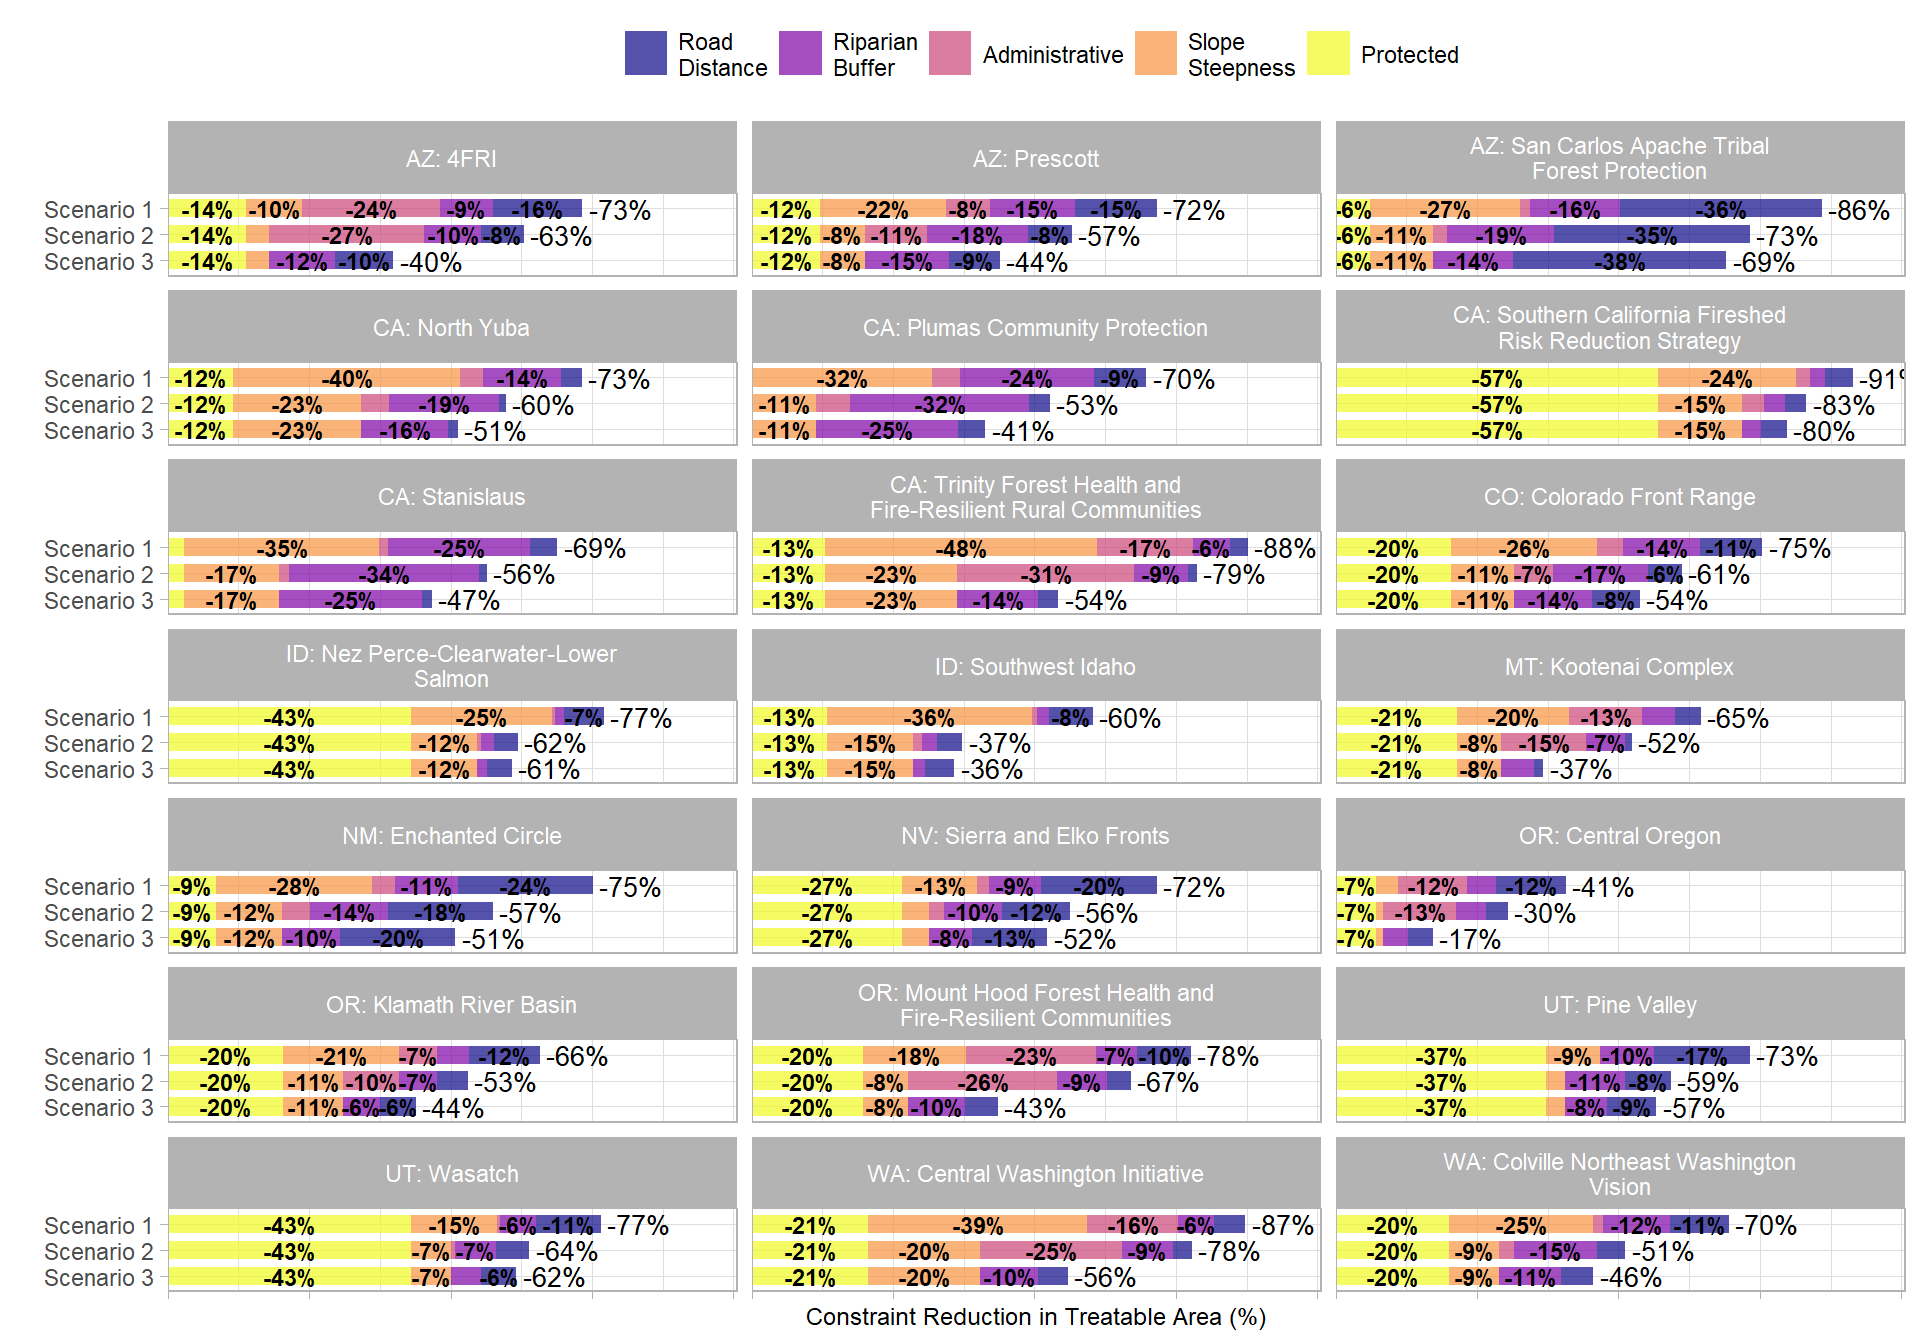 Road
Distance
Riparian
Buffer
Administrative
Slope
Steepness
Protected
AZ: 4FRI
Scenario 1 -14% -10% -24% -9% -16% -73%
Scenario 2 -14% -27% -10% -8% -63%
Scenario 3 -14% -12% -10% -40%
AZ: Prescott
-12% -22% -8% -15% -15% -72%
-12% -8% -11% -18% -8% -57%
-12% -8% -15% -9% -44%
AZ: San Carlos Apache Tribal
Forest Protection
-6% -27% -16% -36% -86%
-6% -11% -19% -35% -73%
-6% -11% -14% -38% -69%
CA: North Yuba
Scenario 1 -12% -40% -14% -73%
Scenario 2 -12% -23% -19% -60%
Scenario 3 -12% -23% -16% -51%
CA: Plumas Community Protection
-32% -24% -9% -70%
-11% -32% -53%
-11% -25% -41%
CA: Southern California Fireshed
Risk Reduction Strategy
-57% -24% -91%
-57% -15% -83%
-57% -15% -80%
CA: Stanislaus
Scenario 1 -35% -25% -69%
Scenario 2 -17% -34% -56%
Scenario 3 -17% -25% -47%
CA: Trinity Forest Health and
Fire-Resilient Rural Communities
-13% -48% -17% -6% -88%
-13% -23% -31% -9% -79%
-13% -23% -14% -54%
CO: Colorado Front Range
-20% -26% -14% -11% -75%
-20% -11% -7% -17% -6% -61%
-20% -11% -14% -8% -54%
ID: Nez Perce-Clearwater-Lower
Salmon
Scenario 1 -43% -25% -7% -77%
Scenario 2 -43% -12% -62%
Scenario 3 -43% -12% -61%
ID: Southwest Idaho
-13% -36% -8% -60%
-13% -15% -37%
-13% -15% -36%
MT: Kootenai Complex
-21% -20% -13% -65%
-21% -8% -15% -7% -52%
-21% -8% -37%
NM: Enchanted Circle
Scenario 1 -9% -28% -11% -24% -75%
Scenario 2 -9% -12% -14% -18% -57%
Scenario 3 -9% -12% -10% -20% -51%
NV: Sierra and Elko Fronts
-27% -13% -9% -20% -72%
-27% -10% -12% -56%
-27% -8% -13% -52%
OR: Central Oregon
-7% -12% -12% -41%
-7% -13% -30%
-7% -17%
OR: Klamath River Basin
Scenario 1 -20% -21% -7% -12% -66%
Scenario 2 -20% -11% -10% -7% -53%
Scenario 3 -20% -11% -6% -6% -44%
OR: Mount Hood Forest Health and
Fire-Resilient Communities
-20% -18% -23% -7% -10% -78%
-20% -8% -26% -9% -67%
-20% -8% -10% -43%
UT: Pine Valley
-37% -9% -10% -17% -73%
-37% -11% -8% -59%
-37% -8% -9% -57%
UT: Wasatch
Scenario 1 -43% -15% -6% -11% -77%
Scenario 2 -43% -7% -7% -64%
Scenario 3 -43% -7% -6% -62%
WA: Central Washington Initiative
-21% -39% -16% -6% -87%
-21% -20% -25% -9% -78%
-21% -20% -10% -56%
WA: Colville Northeast Washington
Vision
-20% -25% -12% -11% -70%
-20% -9% -15% -51%
-20% -9% -11% -46%
Constraint Reduction in Treatable Area (%)